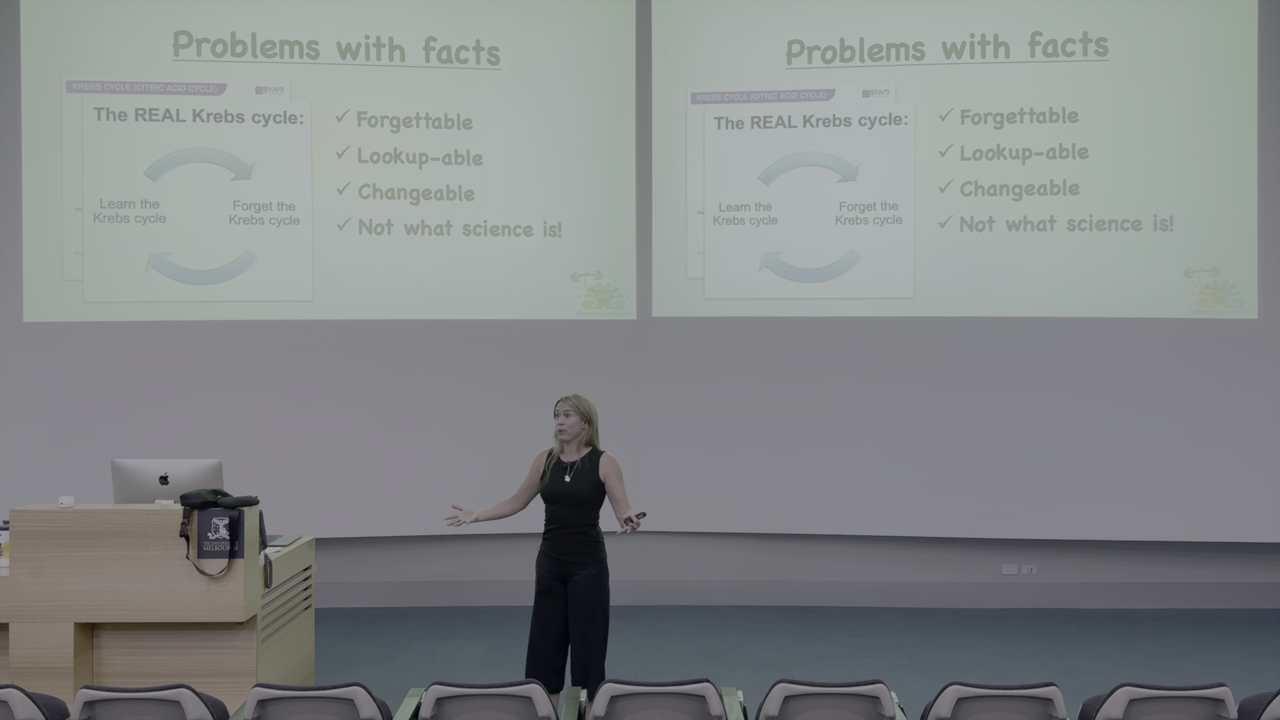 Problems with facts
KREBS CYCLE (CITRIC ACID CYCLE)
BYJU'S
The REAL Krebs cycle:
Learn the
Krebs cycle
Forget the
Krebs cycle
✓ Forgettable
✓ Lookup-able
✓ Changeable
✓ Not what science is!
Problems with facts
KREBS CYCLE (CITRIC ACID CYCLE)
BYJU'S
The REAL Krebs cycle:
Learn the
Krebs cycle
Forget the
Krebs cycle
✓ Forgettable
✓ Lookup-able
✓ Changeable
✓ Not what science is!
MELBOURNE